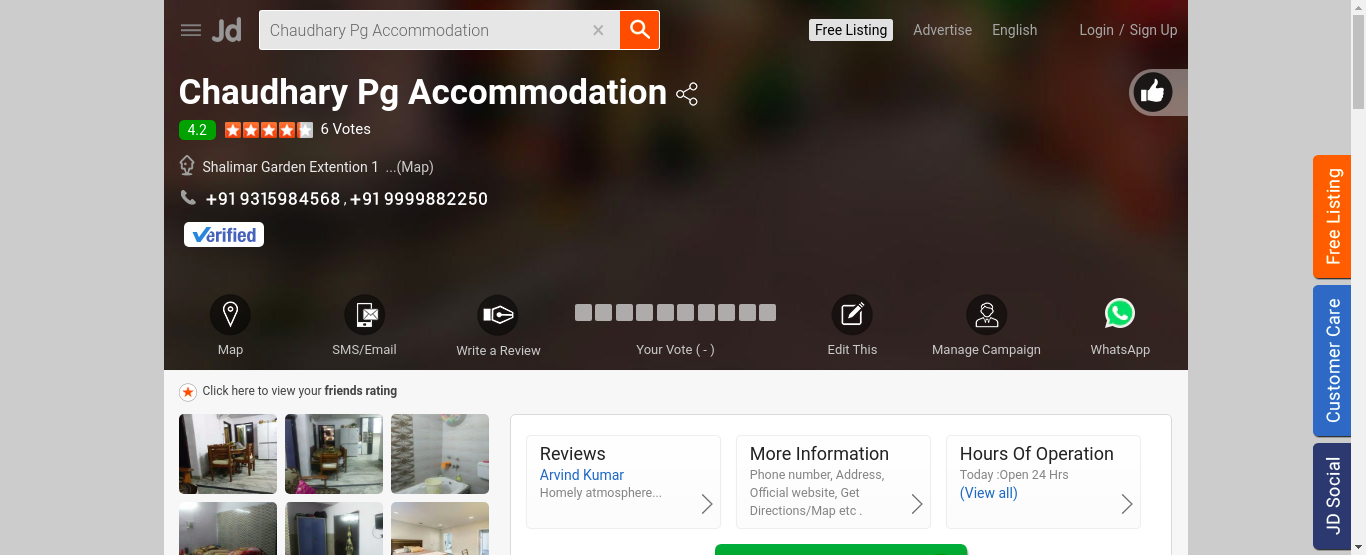 Jd
Chaudhary Pg Accommodation
Free Listing
Advertise
English
Login / Sign Up
Chaudhary Pg Accommodation
4.2
6 Votes
Shalimar Garden Extention 1 ...(Map)
+91 9315984568 , +91 9999882250
Verified
Map
SMS/Email
Write a Review
Your Vote ( - )
Edit This
Manage Campaign
WhatsApp
Click here to view your friends rating
Reviews
Arvind Kumar
Homely atmosphere...
More Information
Phone number, Address,
Official website, Get
Directions/Map etc .
Hours Of Operation
Today :Open 24 Hrs
(View all)
Free Listing
Customer Care
JD Social